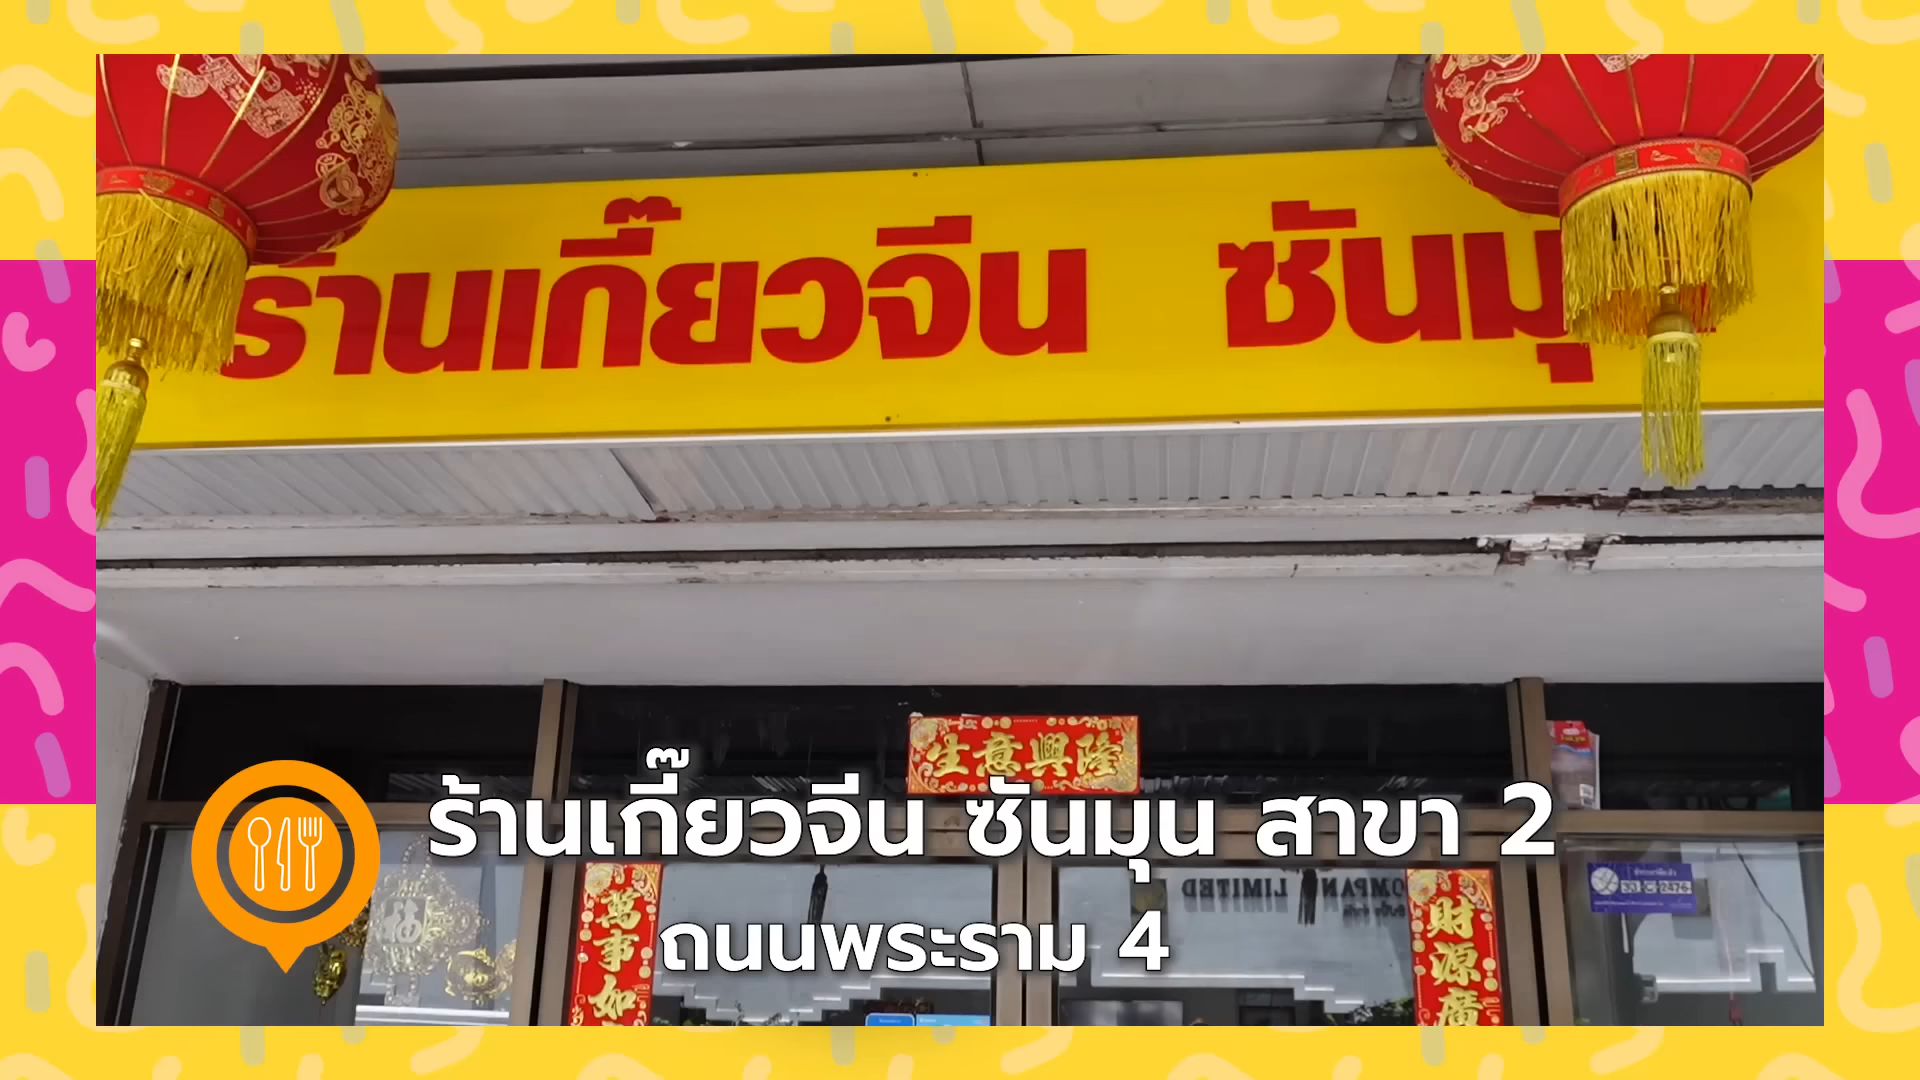 ร้านเกี๊ยวจีน ซันมุ
生意興隆
ร้านเกี๊ยวจีน ซันมุน สาขา 2
ถนนพระราม 4
萬事如
財源廣
COMPAN LIMITED